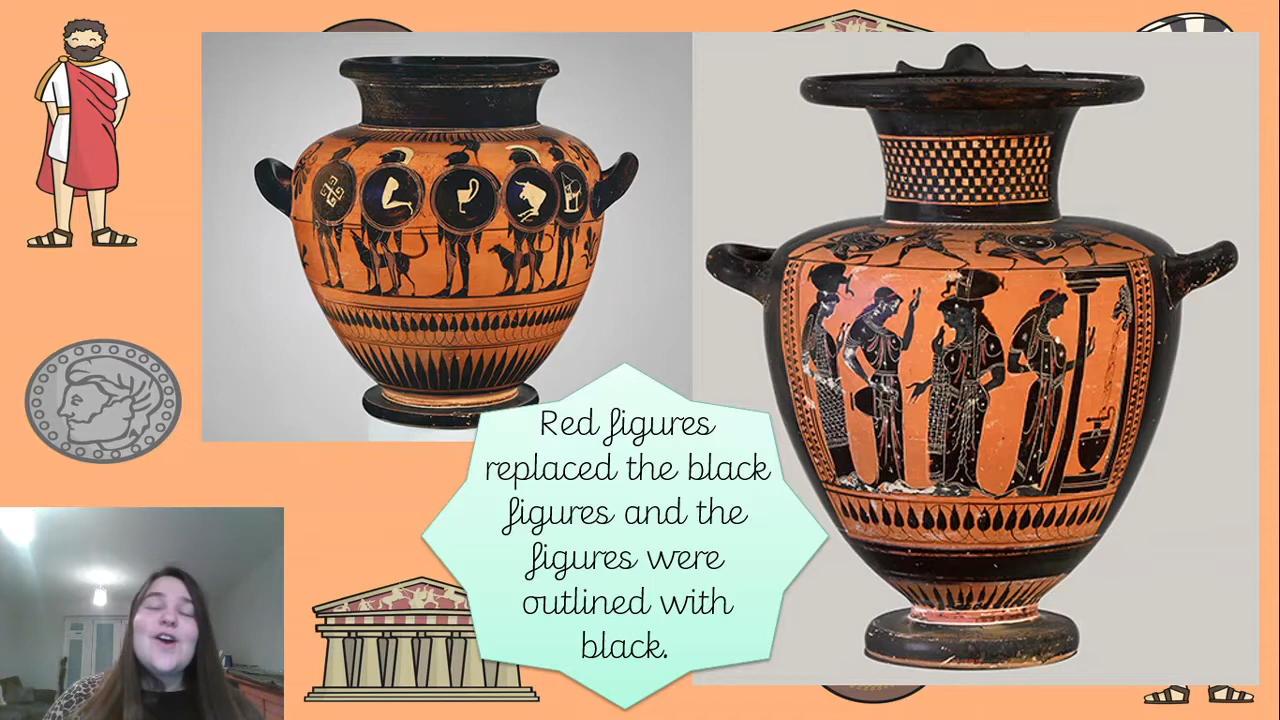 Red figures
replaced the black
figures and the
figures were
outlined with
black.